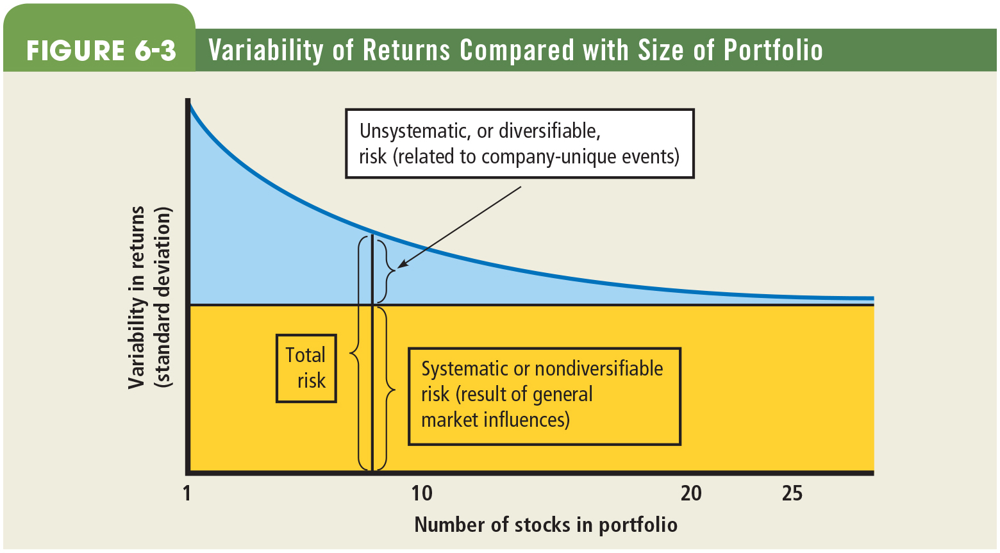 FIGURE 6-3
Variability of Returns Compared with Size of Portfolio
Unsystematic, or diversifiable,
risk (related to company-unique events)
Variability in returns
(standard deviation)
Total
risk
Systematic or nondiversifiable
risk (result of general
market influences)
1 10 20 25
Number of stocks in portfolio